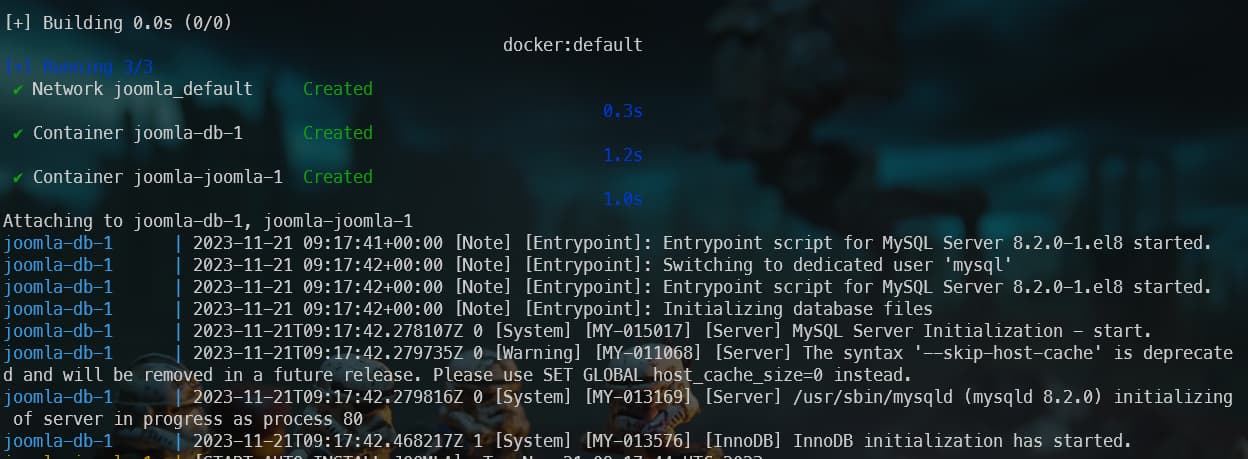 [+] Building 0.0s (0/0)
docker:default
[+] Running 3/3
✔ Network joomla_default Created
0.3s
✔ Container joomla-db-1 Created
1.2s
✔ Container joomla-joomla-1 Created
1.0s
Attaching to joomla-db-1, joomla-joomla-1
joomla-db-1 | 2023-11-21 09:17:41+00:00 [Note] [Entrypoint]: Entrypoint script for MySQL Server 8.2.0-1.el8 started.
joomla-db-1 | 2023-11-21 09:17:42+00:00 [Note] [Entrypoint]: Switching to dedicated user 'mysql'
joomla-db-1 | 2023-11-21 09:17:42+00:00 [Note] [Entrypoint]: Entrypoint script for MySQL Server 8.2.0-1.el8 started.
joomla-db-1 | 2023-11-21 09:17:42+00:00 [Note] [Entrypoint]: Initializing database files
joomla-db-1 | 2023-11-21T09:17:42.278107Z 0 [System] [MY-015017] [Server] MySQL Server Initialization - start.
joomla-db-1 | 2023-11-21T09:17:42.279735Z 0 [Warning] [MY-011068] [Server] The syntax '--skip-host-cache' is deprecate
d and will be removed in a future release. Please use SET GLOBAL host_cache_size=0 instead.
joomla-db-1 | 2023-11-21T09:17:42.279816Z 0 [System] [MY-013169] [Server] /usr/sbin/mysqld (mysqld 8.2.0) initializing
of server in progress as process 80
joomla-db-1 | 2023-11-21T09:17:42.468217Z 1 [System] [MY-013576] [InnoDB] InnoDB initialization has started.